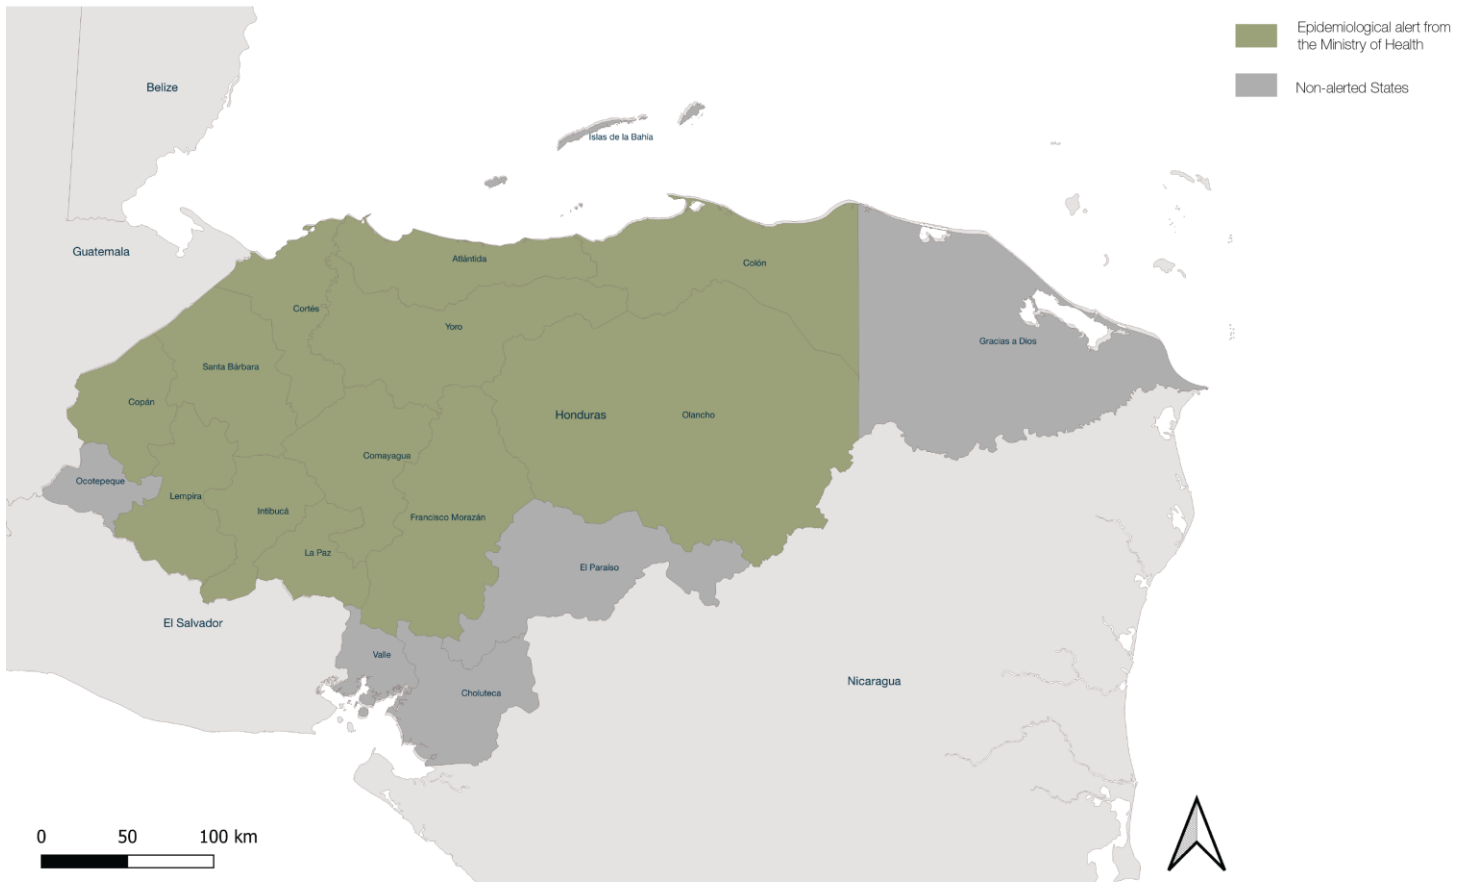 Epidemiological alert from
the Ministry of Health
Non-alerted States
Belize
Islas de la Bahía
Guatemala
Atlántida
Colón
Cortés
Yoro
Gracias a Dios
Santa Bárbara
Copán
Honduras
Olancho
Comayagua
Ocotepeque
Lempira
Intibucá
Francisco Morazán
La Paz
El Paraíso
El Salvador
Valle
Nicaragua
Choluteca
0 50 100 km